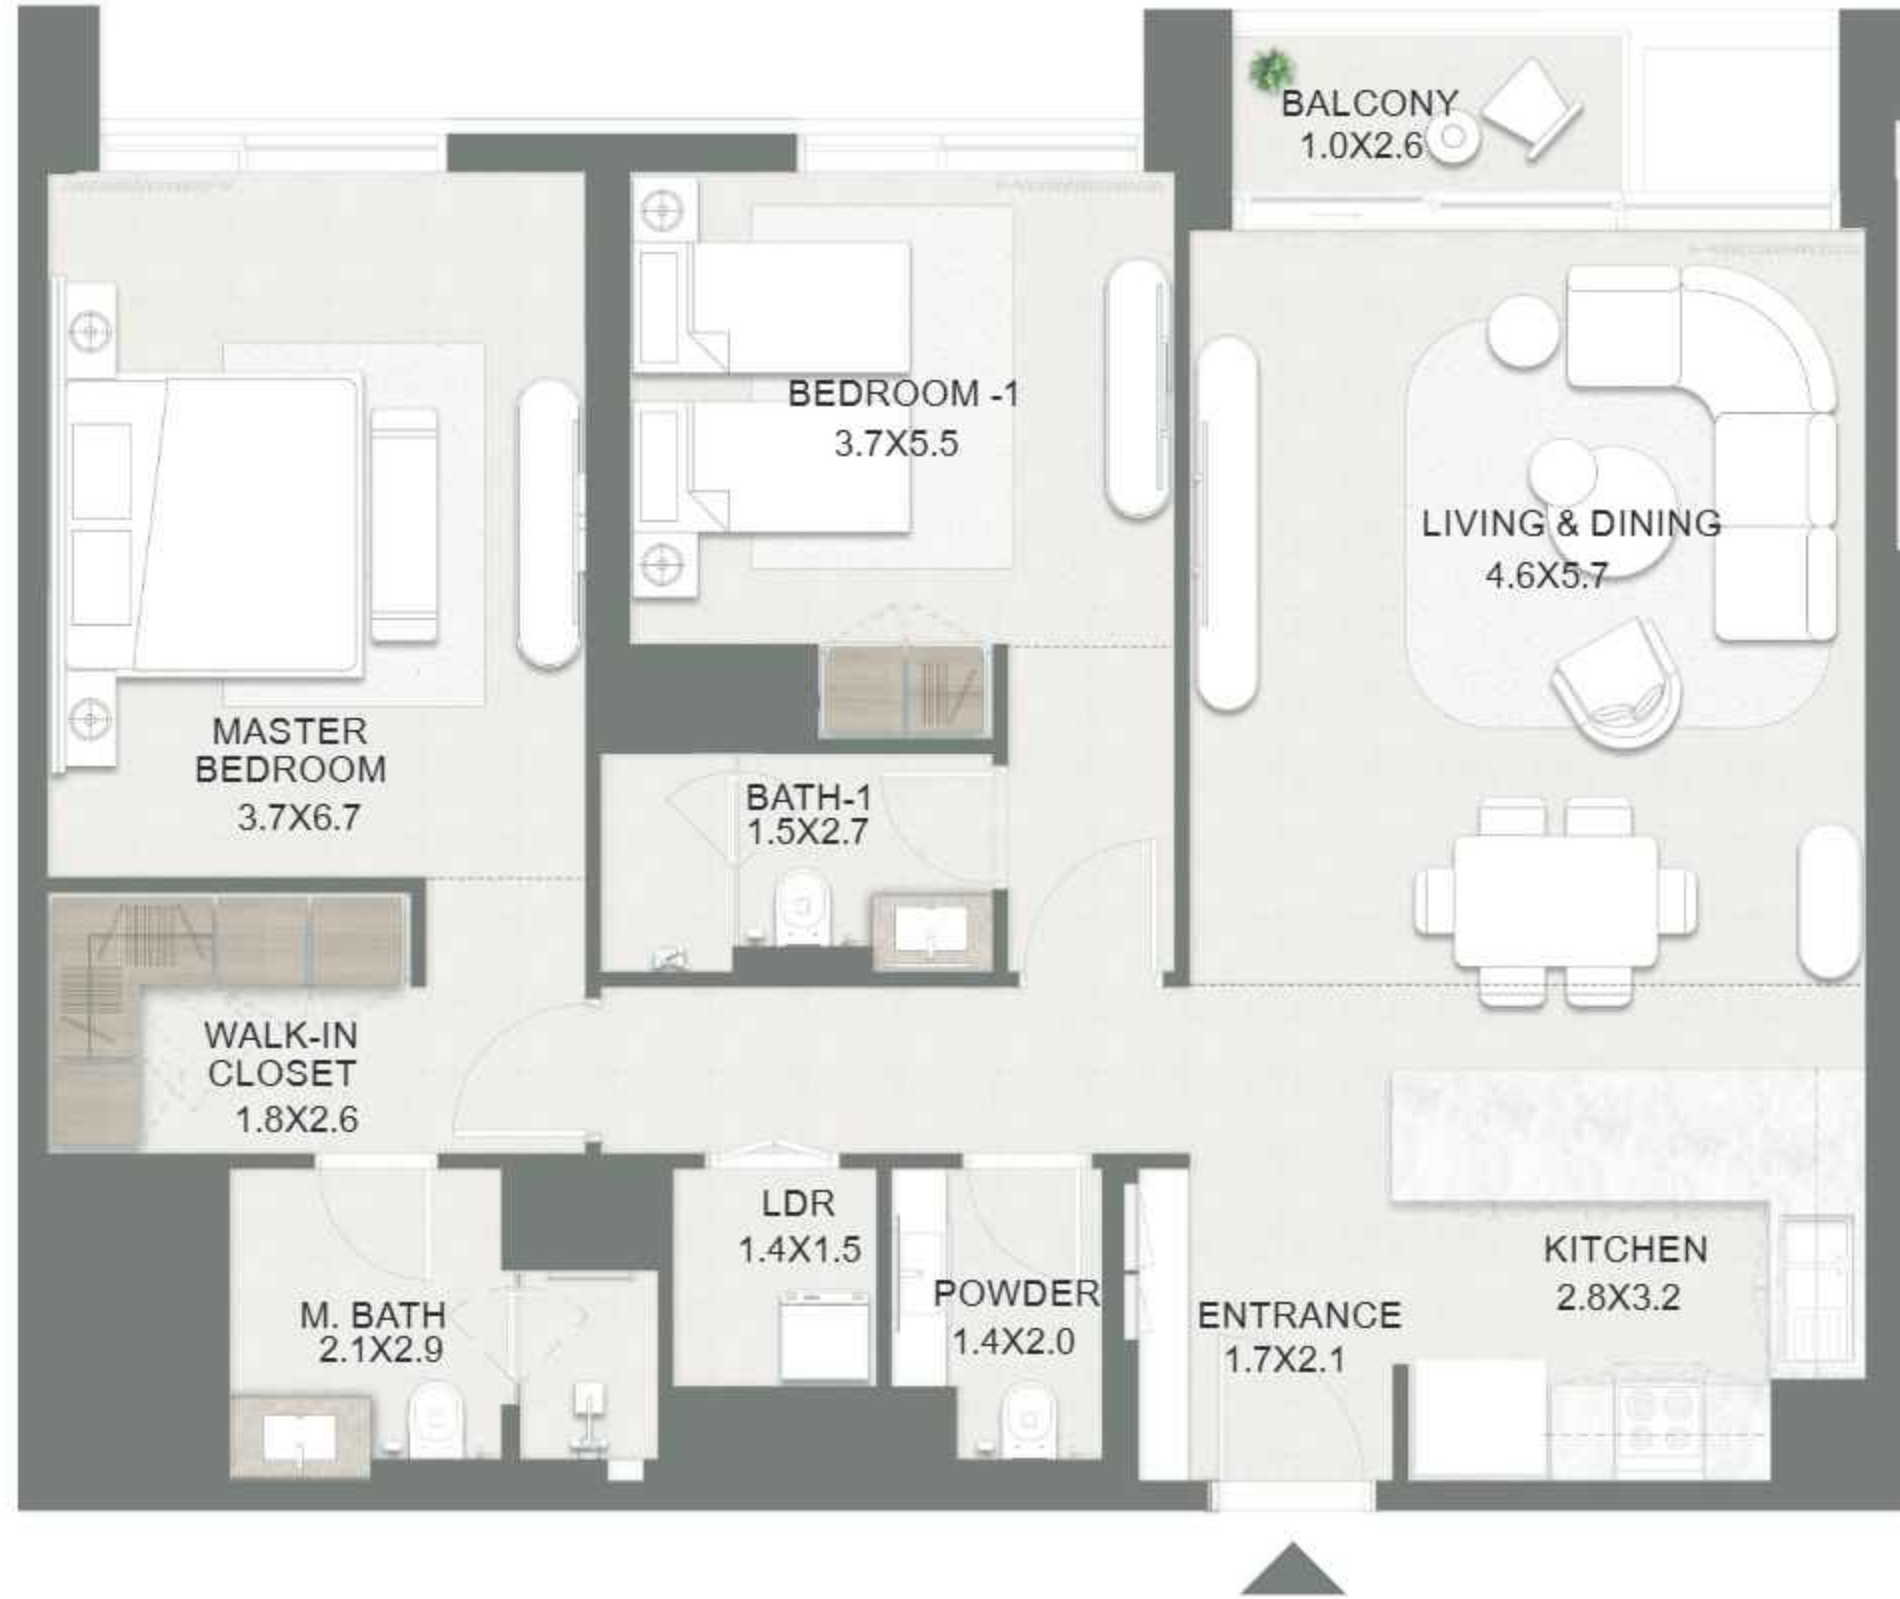 BALCONY
1.0X2.6
BEDROOM -1
3.7X5.5
LIVING & DINING
4.6X5.7
MASTER
BEDROOM
3.7X6.7
BATH-1
1.5X2.7
WALK-IN
CLOSET
1.8X2.6
LDR
1.4X1.5
M. BATH
2.1X2.9
POWDER
1.4X2.0
ENTRANCE
1.7X2.1
KITCHEN
2.8X3.2